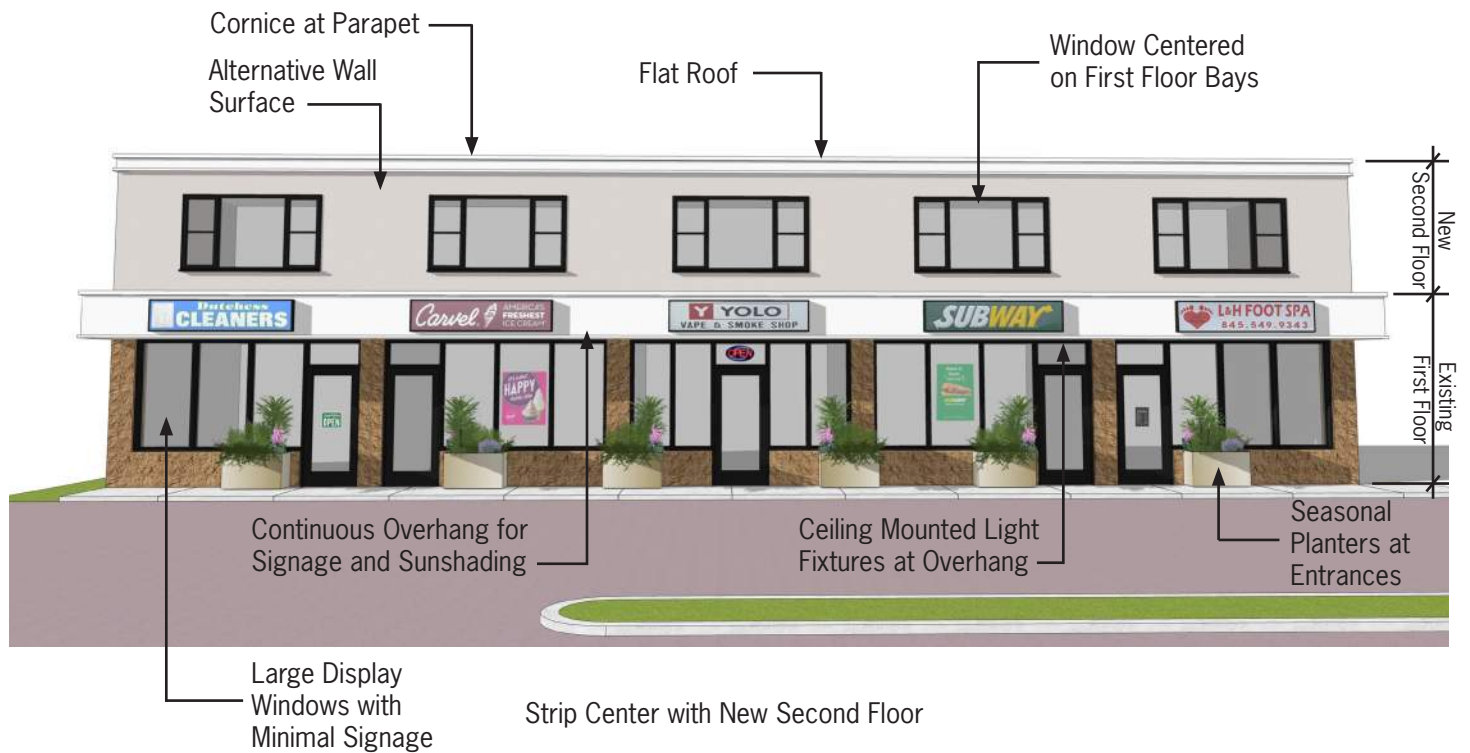 Cornice at Parapet
Alternative Wall
Surface
Flat Roof
Window Centered
on First Floor Bays
New
Second Floor
Dutchess
CLEANERS
Carvel
AMERICA'S
FRESHEST
ICE CREAM
Y YOLO
VAPE & SMOKE SHOP
SUBWAY
L&H FOOT SPA
845.549.9343
OPEN
HAPPY
OPEN
Existing
First Floor
Continuous Overhang for
Signage and Sunshading
Ceiling Mounted Light
Fixtures at Overhang
Seasonal
Planters at
Entrances
Large Display
Windows with
Minimal Signage
Strip Center with New Second Floor